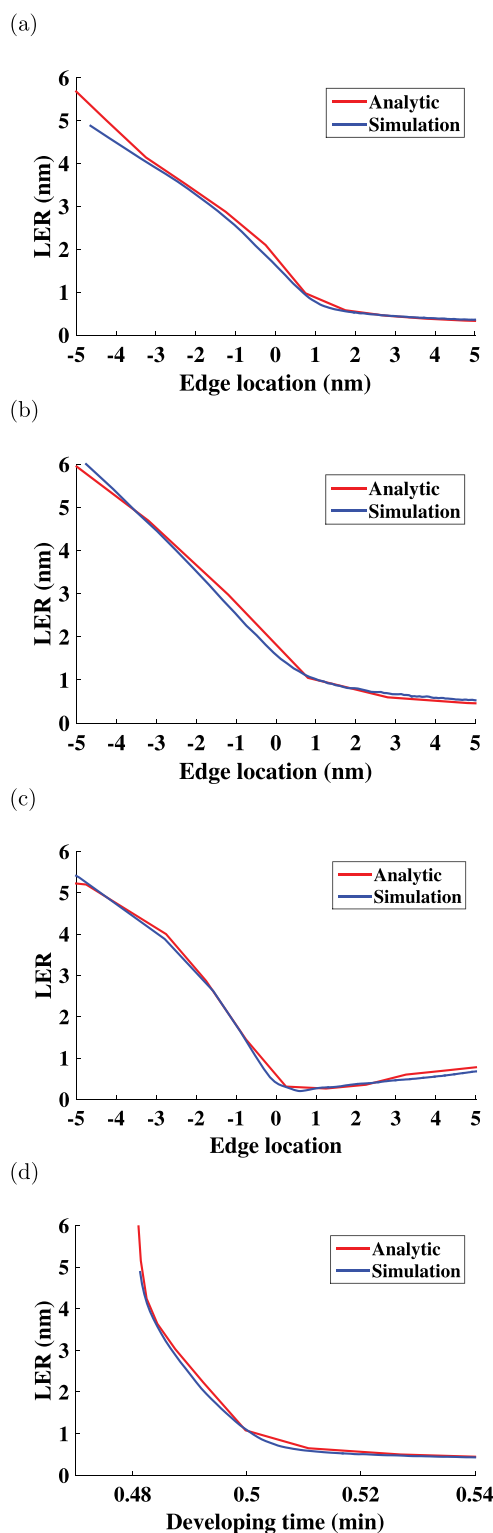 (a)
6
5
4
3
2
1
0
LER (nm)
Analytic
Simulation
-5 -4 -3 -2 -1 0 1 2 3 4 5
Edge location (nm)
(b)
6
5
4
3
2
1
0
LER (nm)
Analytic
Simulation
-5 -4 -3 -2 -1 0 1 2 3 4 5
Edge location (nm)
(c)
6
5
4
3
2
1
0
LER
Analytic
Simulation
-5 -4 -3 -2 -1 0 1 2 3 4 5
Edge location
(d)
6
5
4
3
2
1
0
LER (nm)
Analytic
Simulation
0.48 0.5 0.52 0.54
Developing time (min)